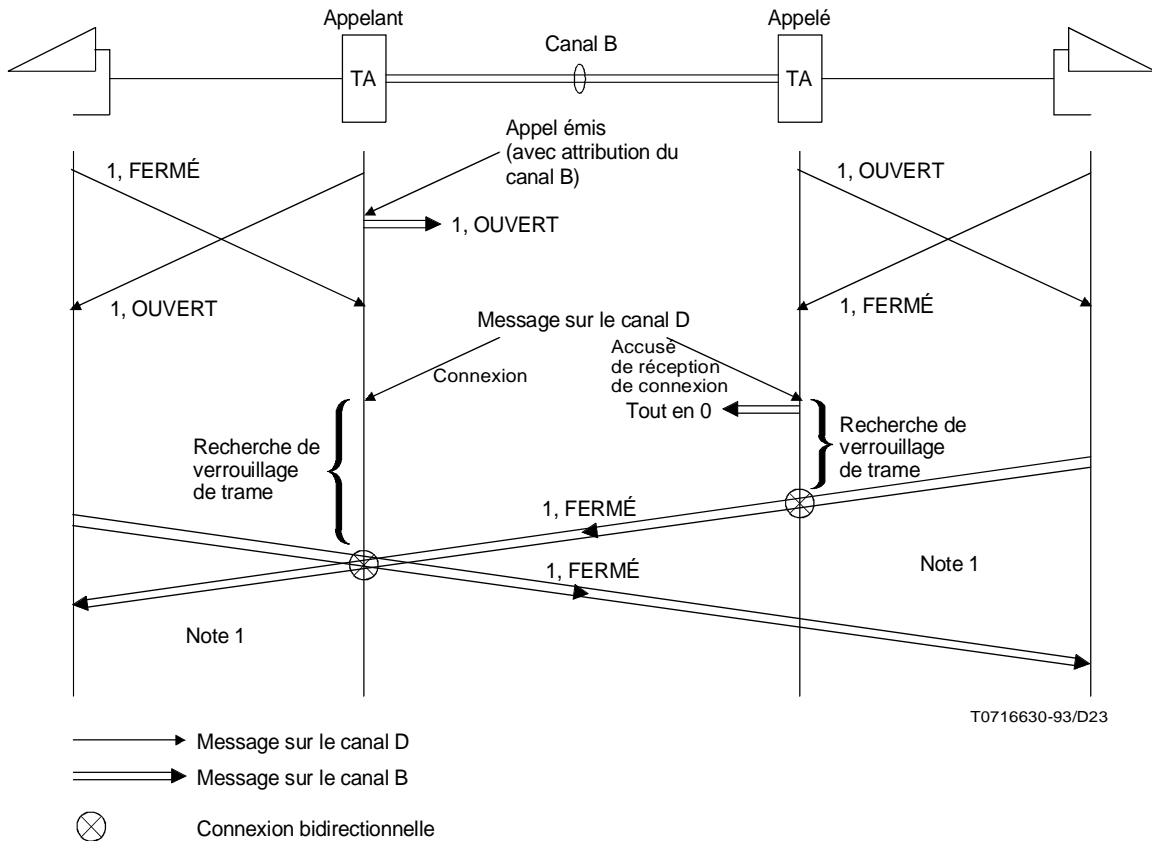 Appelant
Appelé
Canal B
TA
TA
Appel émis
(avec attribution du
canal B)
1, FERMÉ
1, OUVERT
1, OUVERT
1, OUVERT
1, FERMÉ
Message sur le canal D
Connexion
Accusé
de réception
de connexion
Tout en 0
Recherche de
verrouillage
de trame
Recherche de
verrouillage
de trame
1, FERMÉ
1, FERMÉ
Note 1
Note 1
T0716630-93/D23
Message sur le canal D
Message sur le canal B
Connexion bidirectionnelle